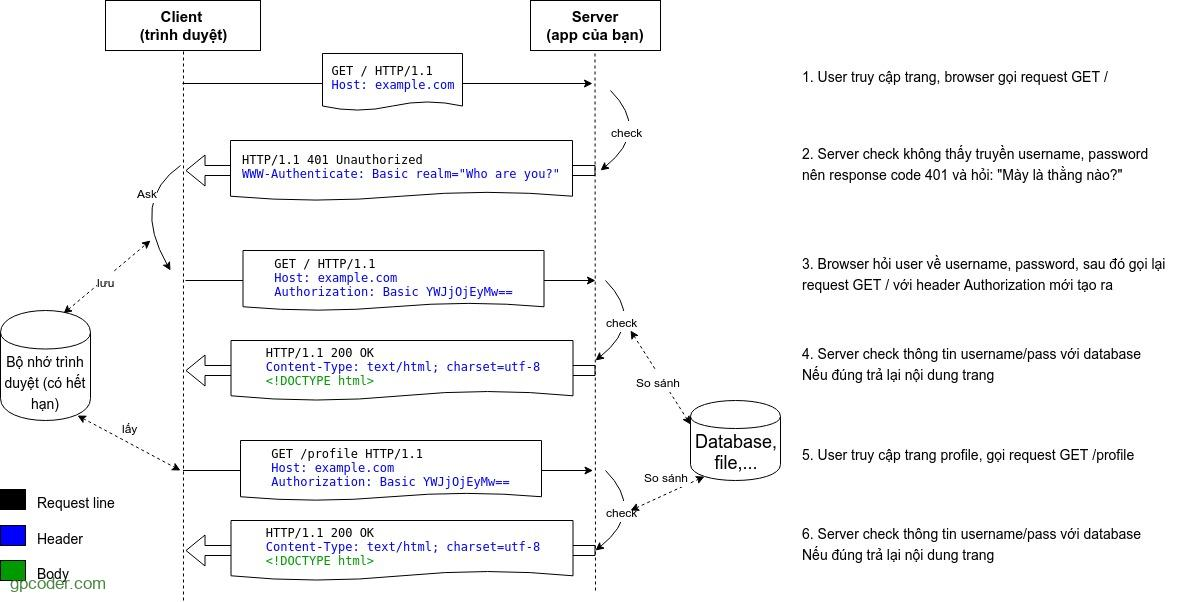 Client
(trình duyệt)
Server
(app của bạn)
GET / HTTP/1.1
Host: example.com
1. User truy cập trang, browser gọi request GET /
check
HTTP/1.1 401 Unauthorized
WWW-Authenticate: Basic realm="Who are you?"
2. Server check không thấy truyền username, password
nên response code 401 và hỏi: "Mày là thằng nào?"
Ask
GET / HTTP/1.1
Host: example.com
Authorization: Basic YWJjOjEyMw==
3. Browser hỏi user về username, password, sau đó gọi lại
request GET / với header Authorization mới tạo ra
lưu
check
HTTP/1.1 200 OK
Content-Type: text/html; charset=utf-8
<!DOCTYPE html>
4. Server check thông tin username/pass với database
Nếu đúng trả lại nội dung trang
Bộ nhớ trình
duyệt (có hết
hạn)
So sánh
lấy
Database,
file,...
GET /profile HTTP/1.1
Host: example.com
Authorization: Basic YWJjOjEyMw==
5. User truy cập trang profile, gọi request GET /profile
So sánh
check
HTTP/1.1 200 OK
Content-Type: text/html; charset=utf-8
<!DOCTYPE html>
6. Server check thông tin username/pass với database
Nếu đúng trả lại nội dung trang
Request line
Header
Body
gpcoder.com